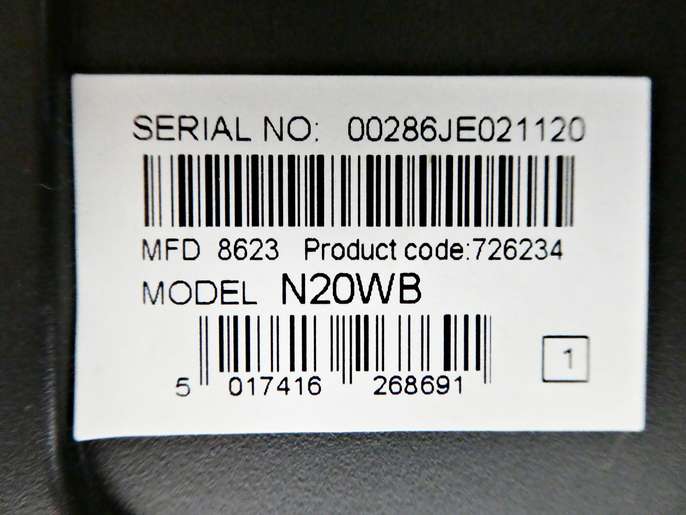 SERIAL NO: 00286JE021120
MFD 8623 Product code:726234
MODEL N20WB
1
5 017416 268691